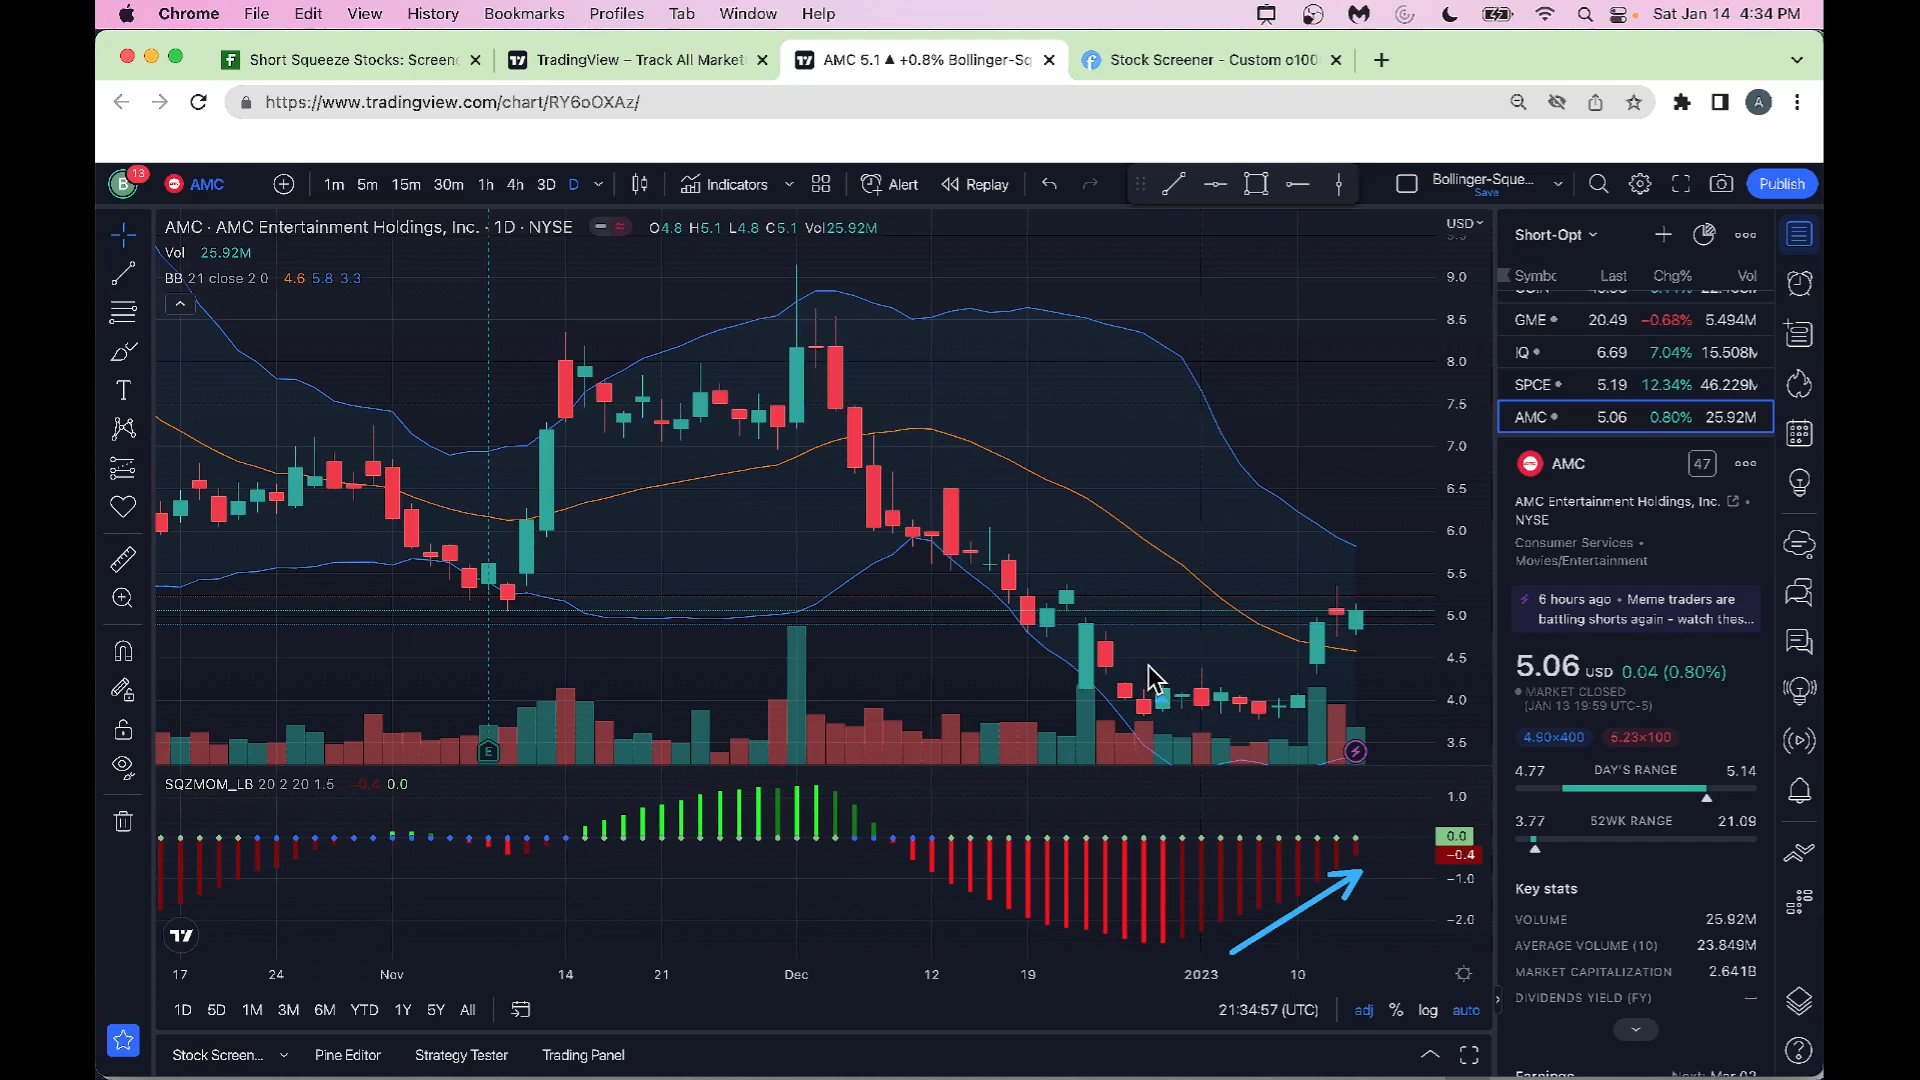 Chrome File Edit View History Bookmarks Profiles Tab Window Help Sat Jan 14 4:34 PM
Short Squeeze Stocks: Screen TradingView – Track All Market AMC 5.1 ▲ +0.8% Bollinger-Sq Stock Screener - Custom o100
https://www.tradingview.com/chart/RY6oOXAz/ A
B 13 AMC 1m 5m 15m 30m 1h 4h 3D D Indicators Alert Replay Bollinger-Sque... Save Publish
AMC · AMC Entertainment Holdings, Inc. · 1D · NYSE O4.8 H5.1 L4.8 C5.1 Vol25.92M USD
Vol 25.92M
BB 21 close 2 0 4.6 5.8 3.3
9.0
8.5
8.0
7.5
7.0
6.5
6.0
5.5
5.0
4.5
4.0
3.5
E
SQZMOM_LB 20 2 20 1.5 −0.4 0.0
1.0
0.0
−0.4
−1.0
−2.0
17 24 Nov 14 21 Dec 12 19 2023 10
1D 5D 1M 3M 6M YTD 1Y 5Y All 21:34:57 (UTC) adj % log auto
Stock Screen... Pine Editor Strategy Tester Trading Panel
Short-Opt
Symbc Last Chg% Vol
GME 20.49 −0.68% 5.494M
IQ 6.69 7.04% 15.508M
SPCE 5.19 12.34% 46.229M
AMC 5.06 0.80% 25.92M
AMC 47
AMC Entertainment Holdings, Inc. •
NYSE
Consumer Services •
Movies/Entertainment
6 hours ago • Meme traders are
battling shorts again - watch thes...
5.06 USD 0.04 (0.80%)
MARKET CLOSED
(JAN 13 19:59 UTC-5)
4.90×400 5.23×100
4.77 DAY'S RANGE 5.14
3.77 52WK RANGE 21.09
Key stats
VOLUME 25.92M
AVERAGE VOLUME (10) 23.849M
MARKET CAPITALIZATION 2.641B
DIVIDENDS YIELD (FY) —